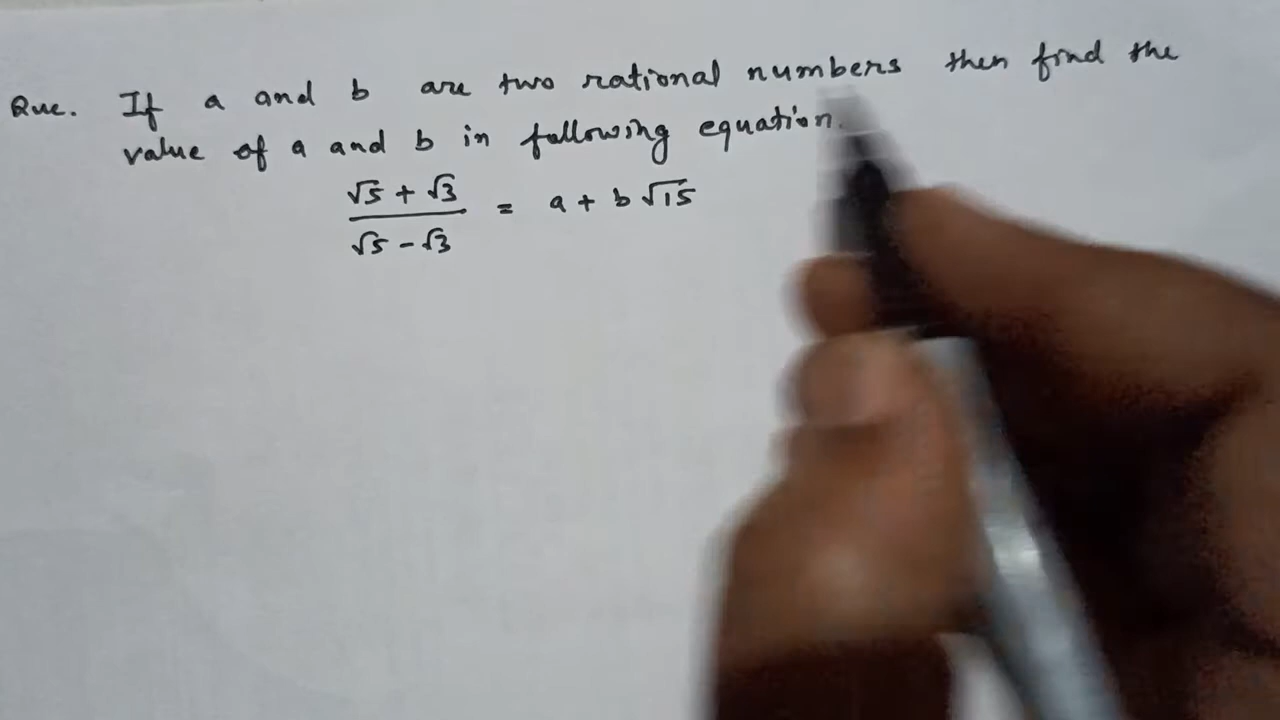 Que. If a and b are two rational numbers then find the
value of a and b in following equation.
(√5 + √3)/(√5 - √3) = a + b√15